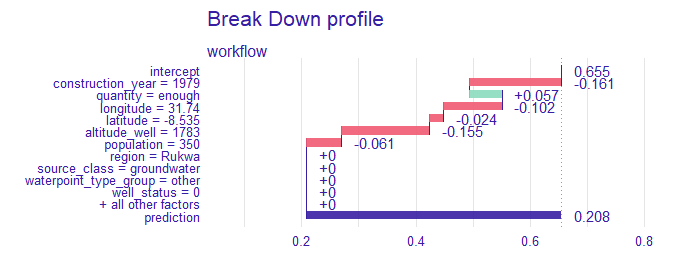 Break Down profile
workflow
intercept 0.655
construction_year = 1979 -0.161
quantity = enough +0.057
longitude = 31.74 -0.102
latitude = -8.535 -0.024
altitude_well = 1783 -0.155
population = 350 -0.061
region = Rukwa +0
source_class = groundwater +0
waterpoint_type_group = other +0
well_status = 0 +0
+ all other factors +0
prediction 0.208
0.2 0.4 0.6 0.8